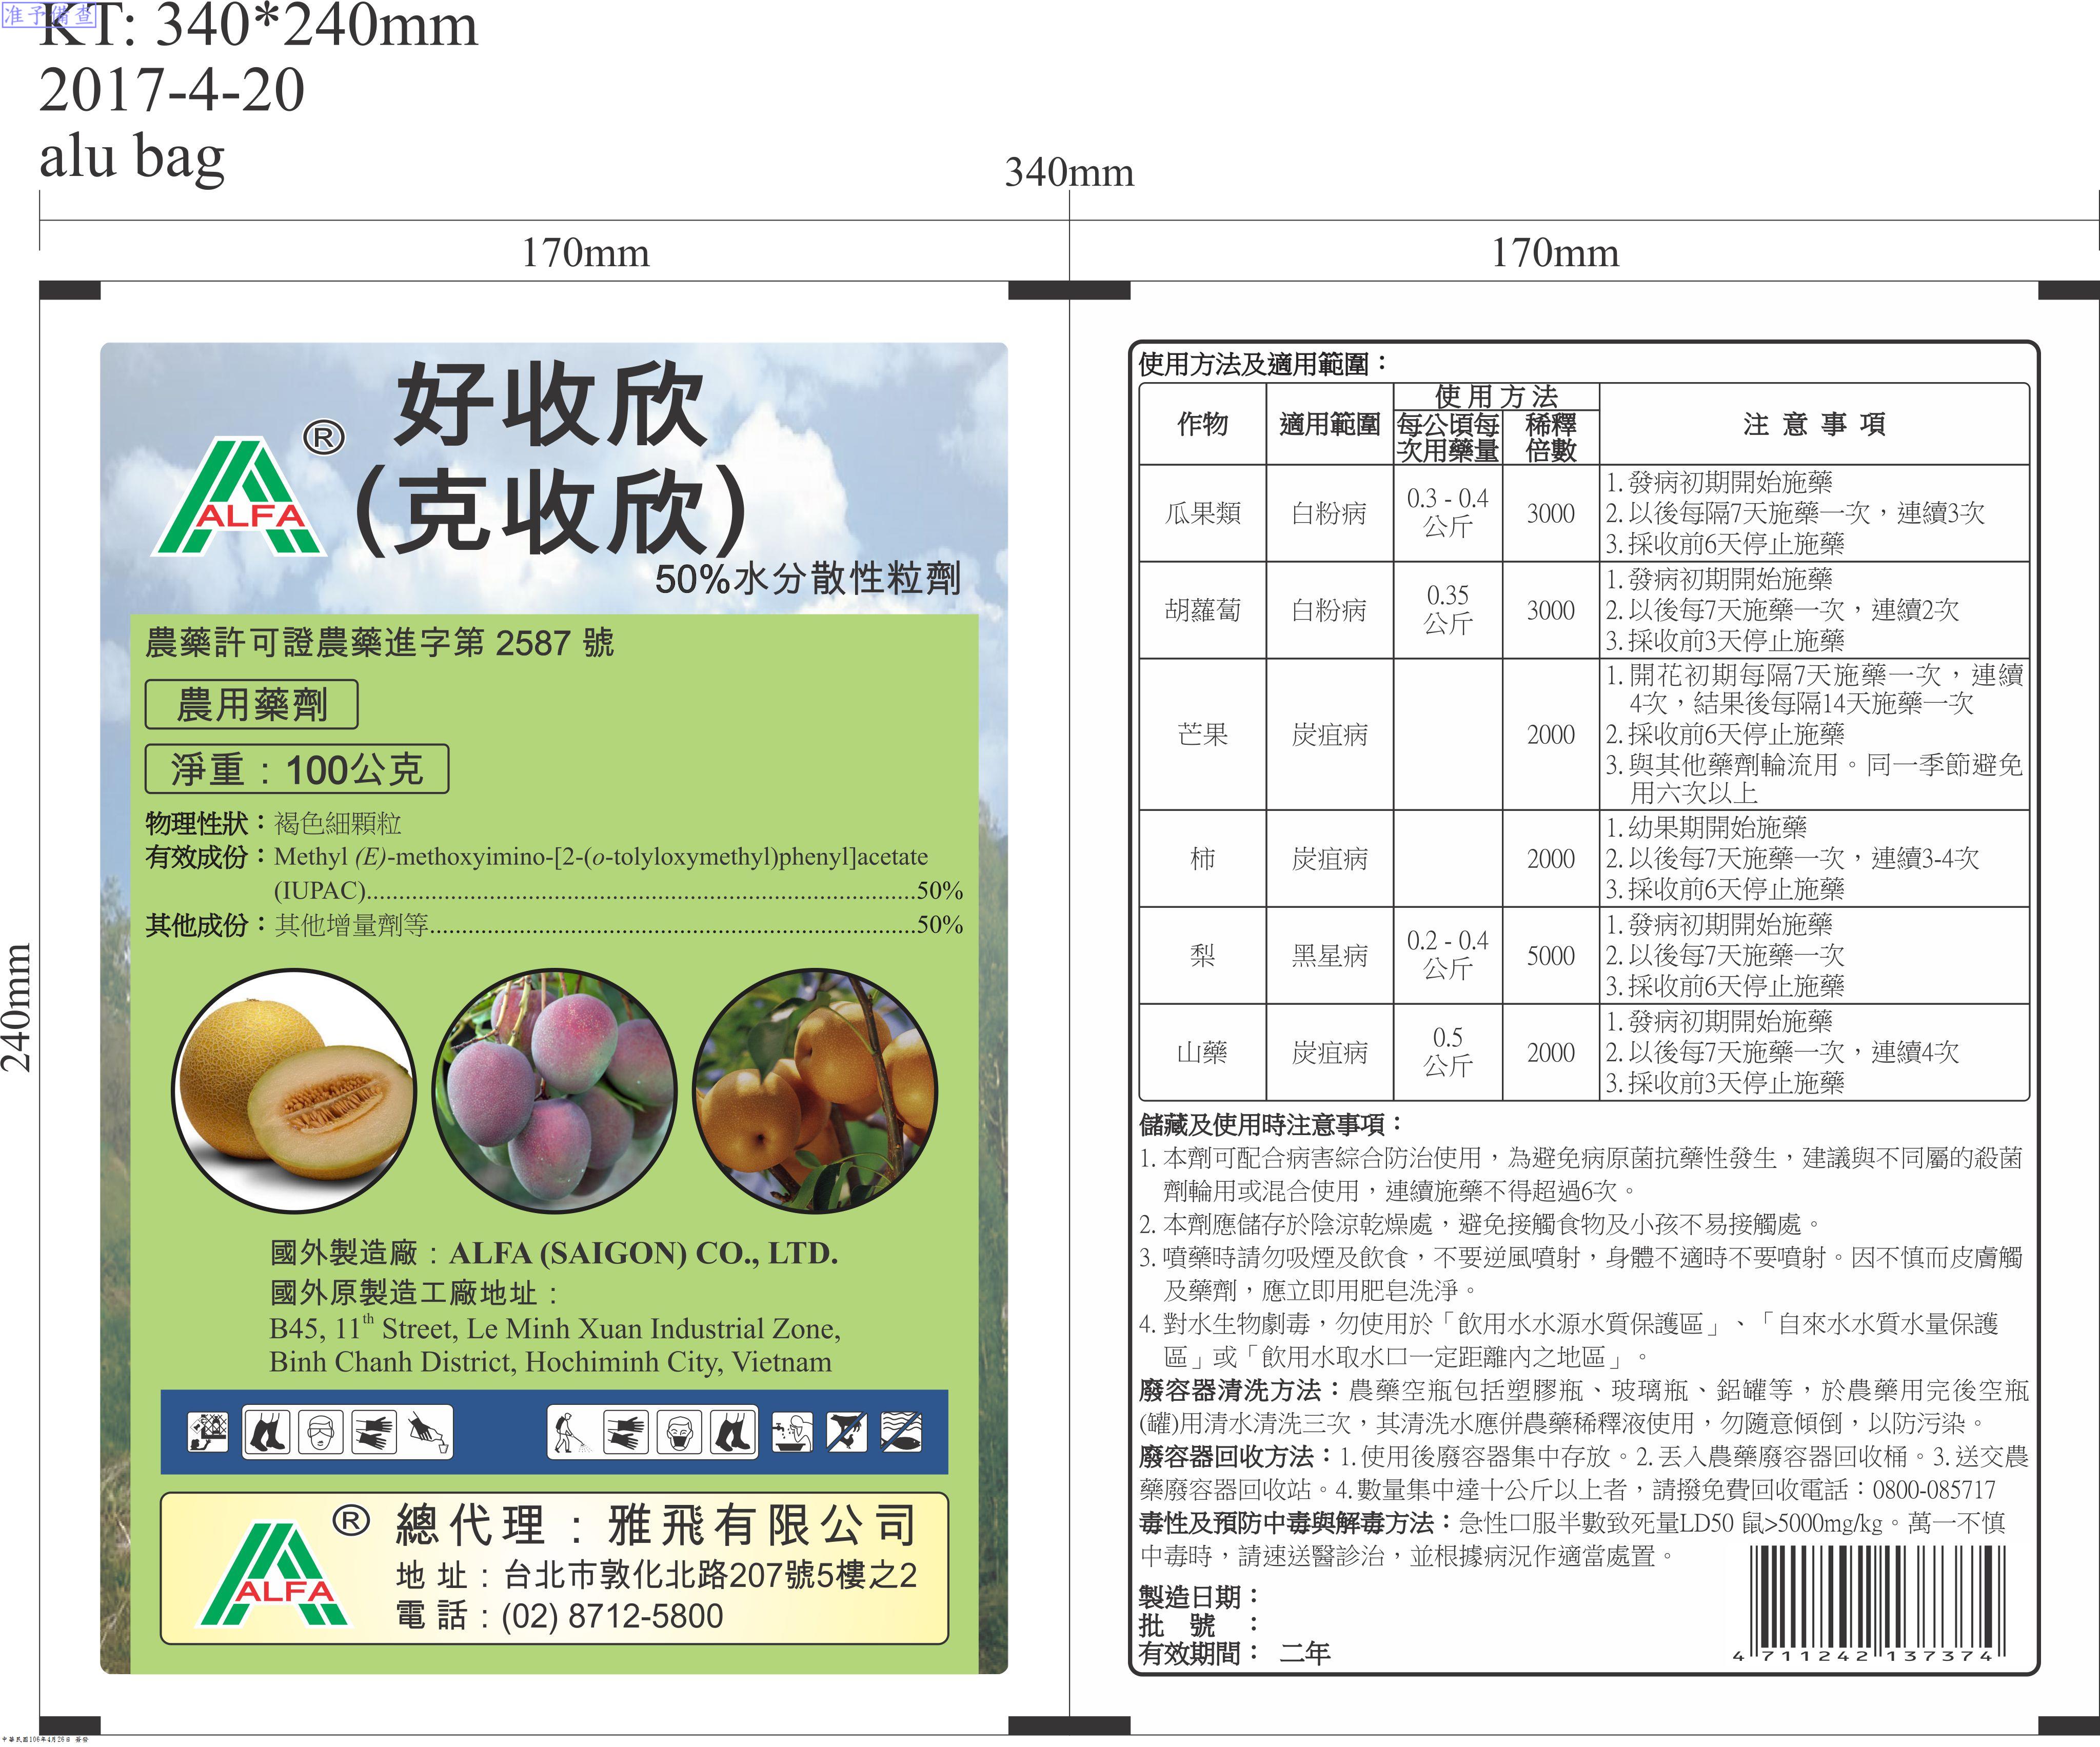 准予備查
KT: 340*240mm
2017-4-20
alu bag
340mm
170mm
170mm
240mm
好收欣
(克收欣)
®
ALFA
50%水分散性粒劑
農藥許可證農藥進字第 2587 號
農用藥劑
淨重：100公克
物理性狀：褐色細顆粒
有效成份：Methyl (E)-methoxyimino-[2-(o-tolyloxymethyl)phenyl]acetate
(IUPAC)....................50%
其他成份：其他增量劑等....................50%
國外製造廠：ALFA (SAIGON) CO., LTD.
國外原製造工廠地址：
B45, 11th Street, Le Minh Xuan Industrial Zone,
Binh Chanh District, Hochiminh City, Vietnam
®
ALFA
總代理：雅飛有限公司
地 址：台北市敦化北路207號5樓之2
電 話：(02) 8712-5800
使用方法及適用範圍：
作物 適用範圍 使用方法 注意事項
每公頃每次用藥量 稀釋倍數
瓜果類 白粉病 0.3 - 0.4 公斤 3000
1. 發病初期開始施藥
2. 以後每隔7天施藥一次，連續3次
3. 採收前6天停止施藥
胡蘿蔔 白粉病 0.35 公斤 3000
1. 發病初期開始施藥
2. 以後每7天施藥一次，連續2次
3. 採收前3天停止施藥
芒果 炭疽病 2000
1. 開花初期每隔7天施藥一次，連續
4次，結果後每隔14天施藥一次
2. 採收前6天停止施藥
3. 與其他藥劑輪流用。同一季節避免
用六次以上
柿 炭疽病 2000
1. 幼果期開始施藥
2. 以後每7天施藥一次，連續3-4次
3. 採收前6天停止施藥
梨 黑星病 0.2 - 0.4 公斤 5000
1. 發病初期開始施藥
2. 以後每7天施藥一次
3. 採收前6天停止施藥
山藥 炭疽病 0.5 公斤 2000
1. 發病初期開始施藥
2. 以後每7天施藥一次，連續4次
3. 採收前3天停止施藥
儲藏及使用時注意事項：
1. 本劑可配合病害綜合防治使用，為避免病原菌抗藥性發生，建議與不同屬的殺菌
劑輪用或混合使用，連續施藥不得超過6次。
2. 本劑應儲存於陰涼乾燥處，避免接觸食物及小孩不易接觸處。
3. 噴藥時請勿吸煙及飲食，不要逆風噴射，身體不適時不要噴射。因不慎而皮膚觸
及藥劑，應立即用肥皂洗淨。
4. 對水生物劇毒，勿使用於「飲用水水源水質保護區」、「自來水水質水量保護
區」或「飲用水取水口一定距離內之地區」。
廢容器清洗方法：農藥空瓶包括塑膠瓶、玻璃瓶、鋁罐等，於農藥用完後空瓶
(罐)用清水清洗三次，其清洗水應併農藥稀釋液使用，勿隨意傾倒，以防污染。
廢容器回收方法：1. 使用後廢容器集中存放。2. 丟入農藥廢容器回收桶。3. 送交農
藥廢容器回收站。4. 數量集中達十公斤以上者，請撥免費回收電話：0800-085717
毒性及預防中毒與解毒方法：急性口服半數致死量LD50 鼠>5000mg/kg。萬一不慎
中毒時，請速送醫診治，並根據病況作適當處置。
製造日期：
批 號 ：
有效期間： 二年
4 711242 137374
中華民國106年4月26日 簽發